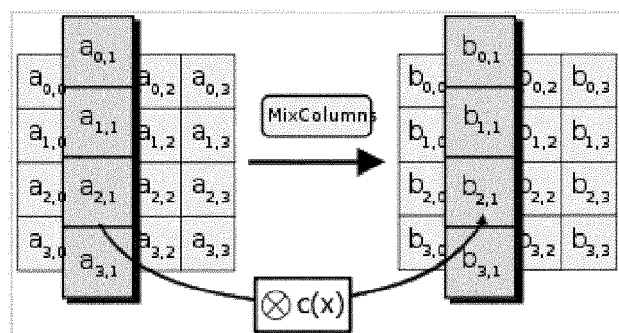 a0,1 b0,1
a0,0 a0,2 a0,3 b0,0 b0,2 b0,3
a1,1 MixColumns b1,1
a1,0 a1,2 a1,3 b1,0 b1,2 b1,3
a2,1 b2,1
a2,0 a2,2 a2,3 b2,0 b2,2 b2,3
a3,0 a3,2 a3,3 b3,0 b3,2 b3,3
a3,1 b3,1
⊗ c(x)